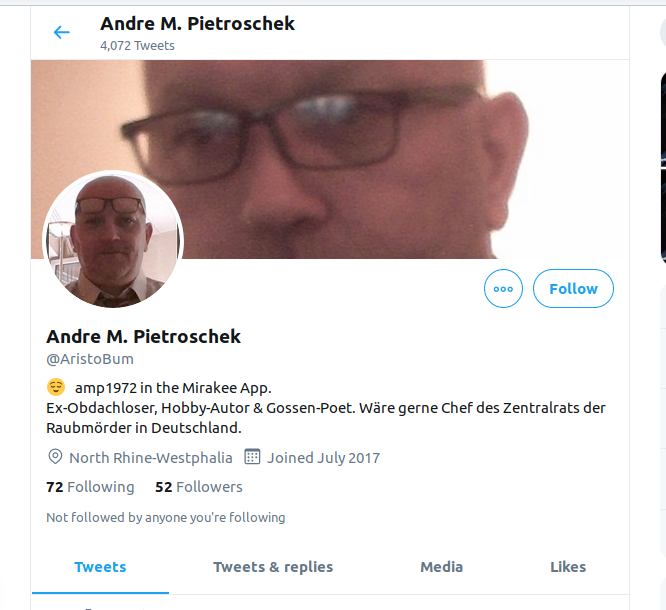 Andre M. Pietroschek
4,072 Tweets
Follow
Andre M. Pietroschek
@AristoBum
😌 amp1972 in the Mirakee App.
Ex-Obdachloser, Hobby-Autor & Gossen-Poet. Wäre gerne Chef des Zentralrats der
Raubmörder in Deutschland.
North Rhine-Westphalia Joined July 2017
72 Following 52 Followers
Not followed by anyone you're following
Tweets Tweets & replies Media Likes